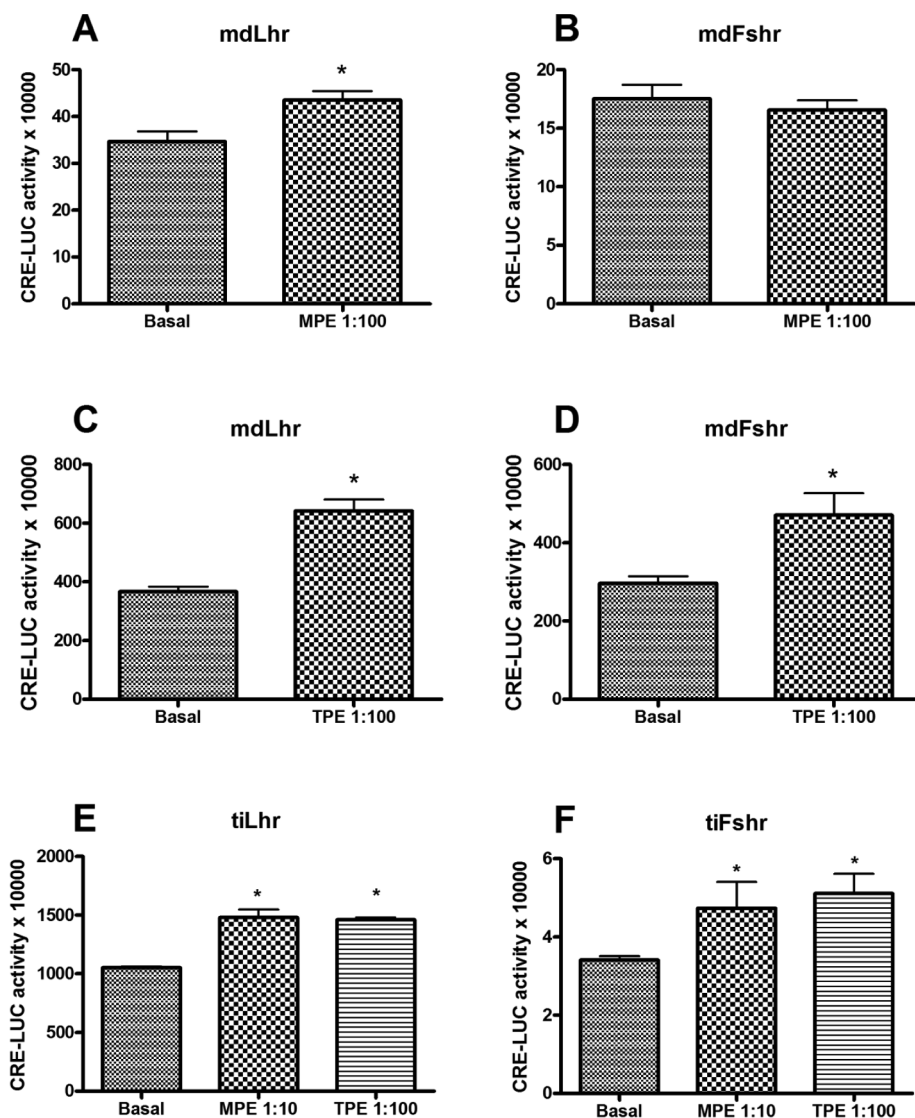 A
mdLhr
CRE-LUC activity x 10000
50
40
30
20
10
0
*
Basal
MPE 1:100
B
mdFshr
CRE-LUC activity x 10000
20
15
10
5
0
Basal
MPE 1:100
C
mdLhr
CRE-LUC activity x 10000
800
600
400
200
0
*
Basal
TPE 1:100
D
mdFshr
CRE-LUC activity x 10000
600
400
200
0
*
Basal
TPE 1:100
E
tiLhr
CRE-LUC activity x 10000
2000
1500
1000
500
0
*
*
Basal
MPE 1:10
TPE 1:100
F
tiFshr
CRE-LUC activity x 10000
6
4
2
0
*
*
Basal
MPE 1:10
TPE 1:100